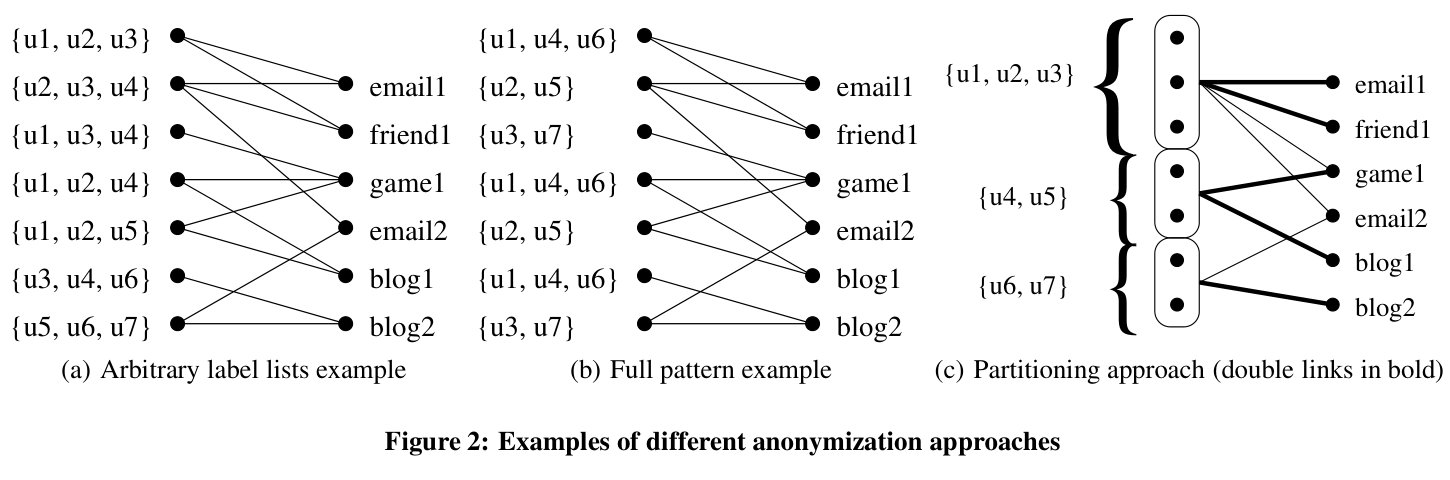 {u1, u2, u3}
{u2, u3, u4}
email1
{u1, u3, u4}
friend1
{u1, u2, u4}
game1
{u1, u2, u5}
email2
{u3, u4, u6}
blog1
{u5, u6, u7}
blog2
(a) Arbitrary label lists example
{u1, u4, u6}
{u2, u5}
email1
{u3, u7}
friend1
{u1, u4, u6}
game1
{u2, u5}
email2
{u1, u4, u6}
blog1
{u3, u7}
blog2
(b) Full pattern example
{u1, u2, u3}
{u4, u5}
{u6, u7}
email1
friend1
game1
email2
blog1
blog2
(c) Partitioning approach (double links in bold)
Figure 2: Examples of different anonymization approaches